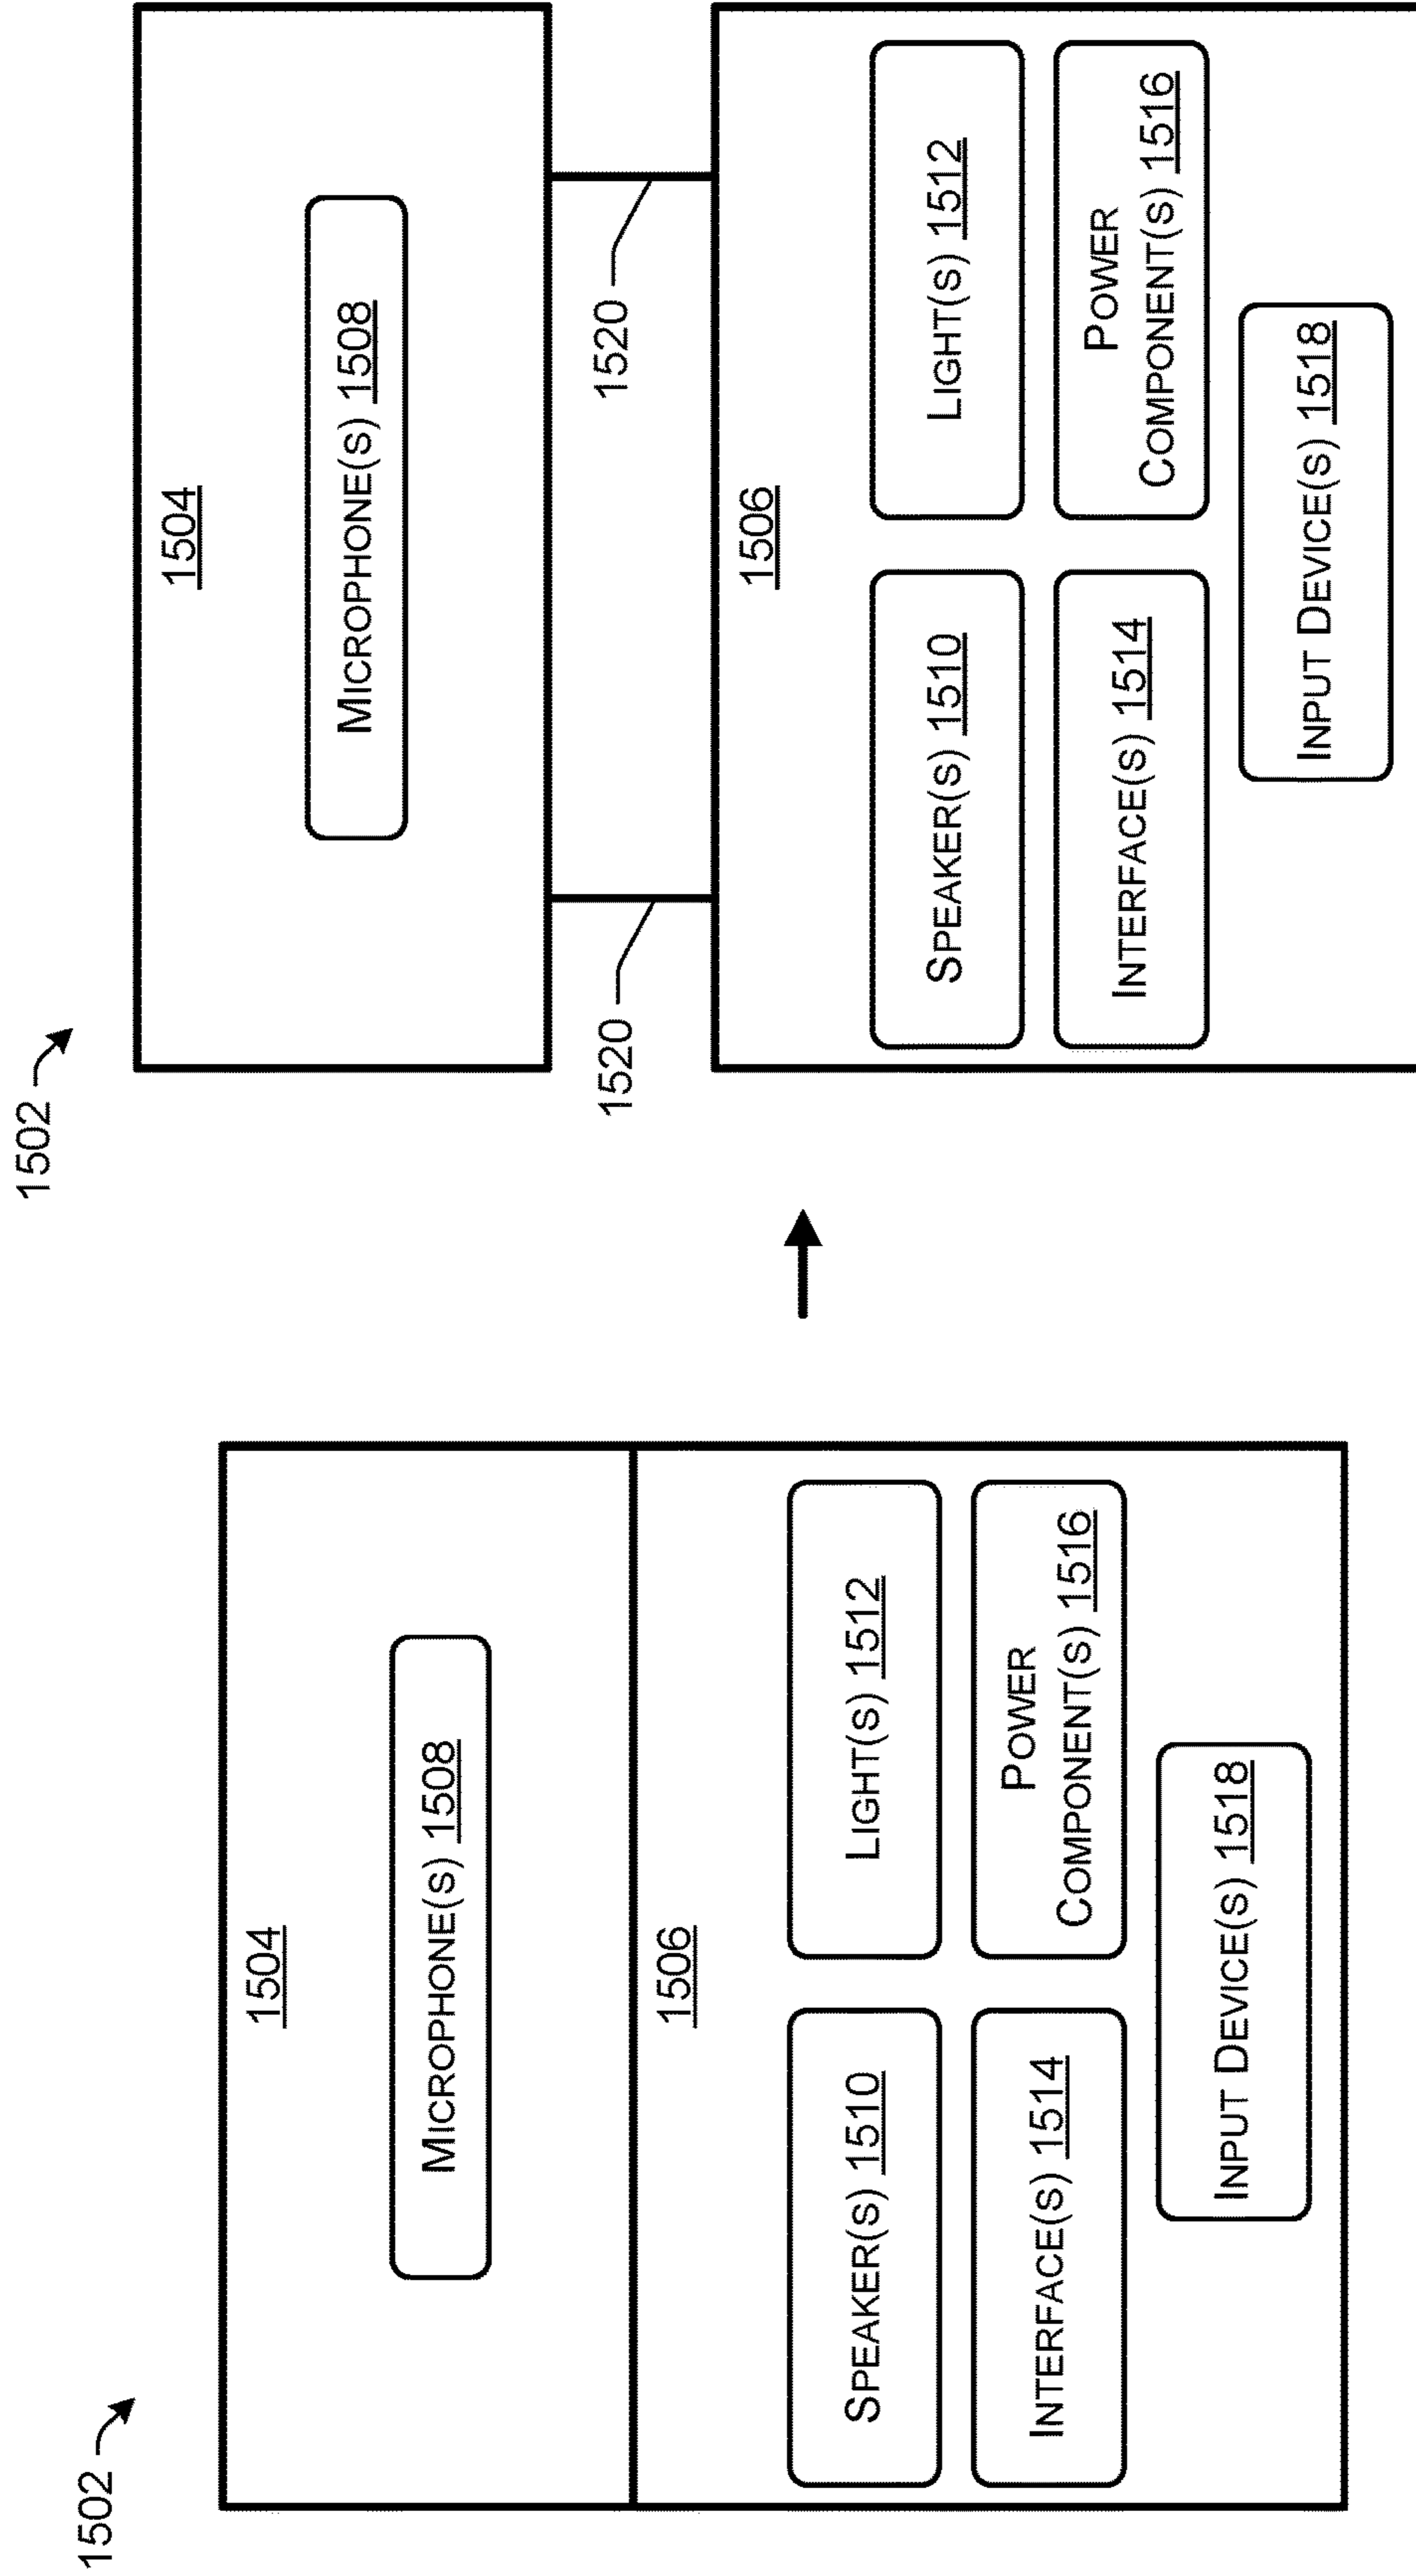 1502
1504
MICROPHONE(S) 1508
1506
SPEAKER(S) 1510
LIGHT(S) 1512
INTERFACE(S) 1514
POWER
COMPONENT(S) 1516
INPUT DEVICE(S) 1518
1502
1504
MICROPHONE(S) 1508
1520
1520
1506
SPEAKER(S) 1510
LIGHT(S) 1512
INTERFACE(S) 1514
POWER
COMPONENT(S) 1516
INPUT DEVICE(S) 1518